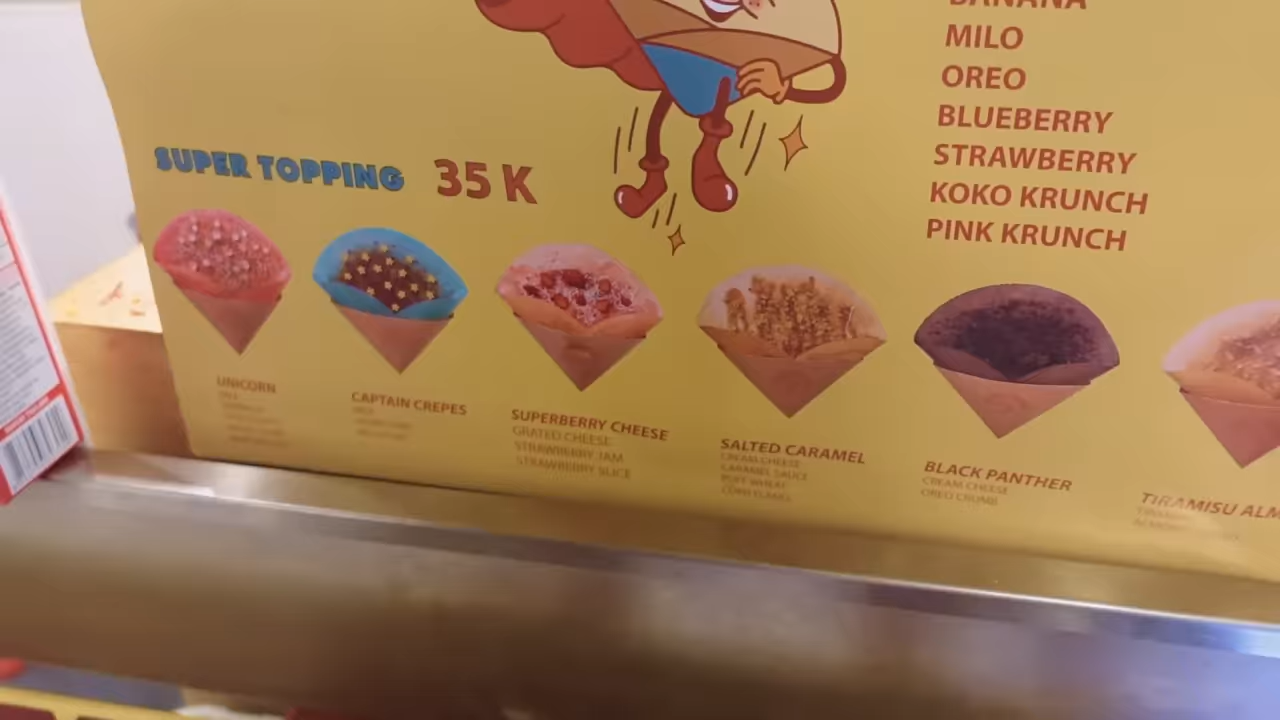 BANANA
MILO
OREO
BLUEBERRY
STRAWBERRY
KOKO KRUNCH
PINK KRUNCH
SUPER TOPPING 35 K
UNICORN
CAPTAIN CREPES
SUPERBERRY CHEESE
GRATED CHEESE
STRAWBERRY JAM
STRAWBERRY SLICE
SALTED CARAMEL
CREAM CHEESE
CARAMEL SAUCE
PUFF WHEAT
CORN FLAKES
BLACK PANTHER
CREAM CHEESE
OREO CRUMB
TIRAMISU ALM